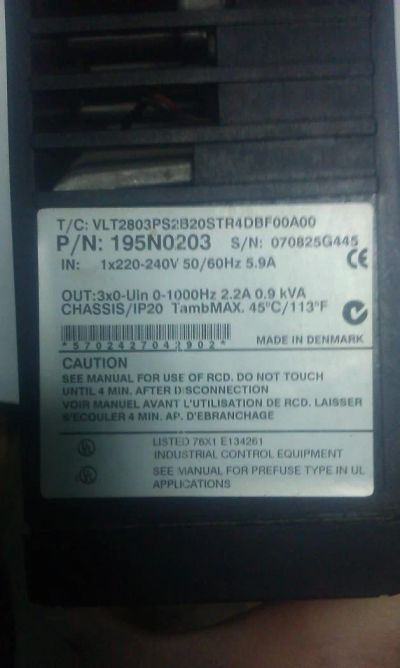 T/C: VLT2803PS2B20STR4DBF00A00
P/N: 195N0203 S/N: 070825G445
IN: 1x220-240V 50/60Hz 5.9A
CE
OUT:3x0-Uin 0-1000Hz 2.2A 0.9 kVA
CHASSIS/IP20 TambMAX. 45°C/113°F
*5702427042902* MADE IN DENMARK
CAUTION
SEE MANUAL FOR USE OF RCD. DO NOT TOUCH
UNTIL 4 MIN. AFTER DISCONNECTION
VOIR MANUEL AVANT L'UTILISATION DE RCD. LAISSER
S'ECOULER 4 MIN. AP. D'EBRANCHAGE
UL LISTED 76X1 E134261
INDUSTRIAL CONTROL EQUIPMENT
UL SEE MANUAL FOR PREFUSE TYPE IN UL
APPLICATIONS